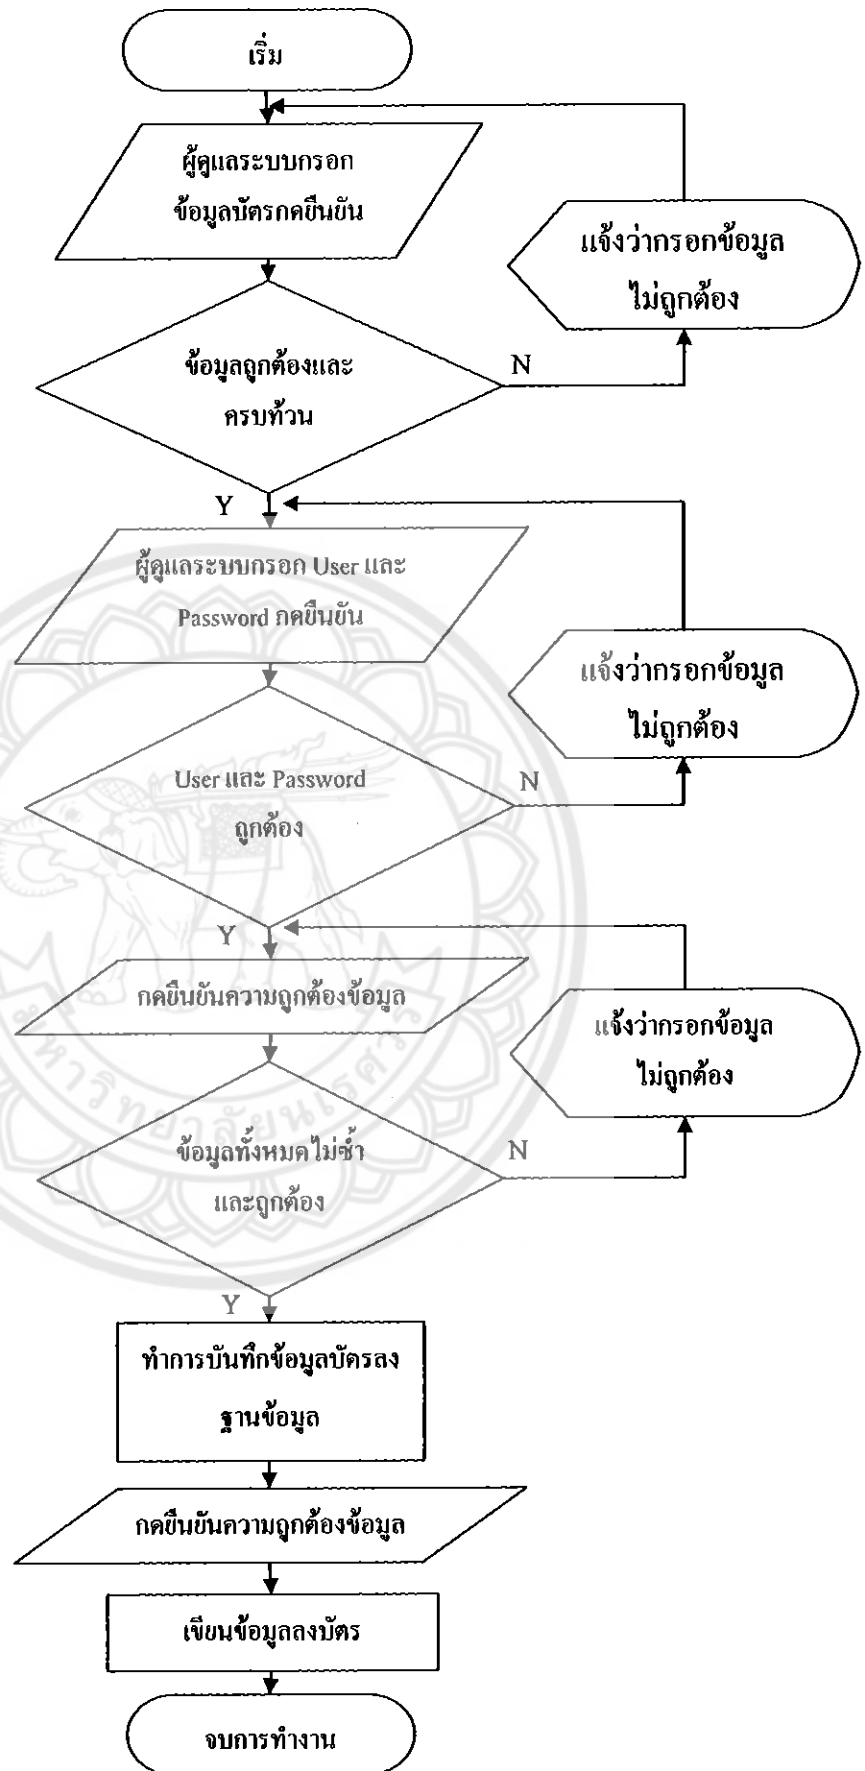 เริ่ม
ผู้ดูแลระบบกรอก
ข้อมูลบัตรกดยืนยัน
แจ้งว่ากรอกข้อมูล
ไม่ถูกต้อง
ข้อมูลถูกต้องและ
ครบท้วน
N
Y
ผู้ดูแลระบบกรอก User และ
Password กดยืนยัน
แจ้งว่ากรอกข้อมูล
ไม่ถูกต้อง
User และ Password
ถูกต้อง
N
Y
กดยืนยันความถูกต้องข้อมูล
แจ้งว่ากรอกข้อมูล
ไม่ถูกต้อง
ข้อมูลทั้งหมดไม่ซ้ำ
และถูกต้อง
N
Y
ทำการบันทึกข้อมูลบัตรลง
ฐานข้อมูล
กดยืนยันความถูกต้องข้อมูล
เขียนข้อมูลลงบัตร
จบการทำงาน